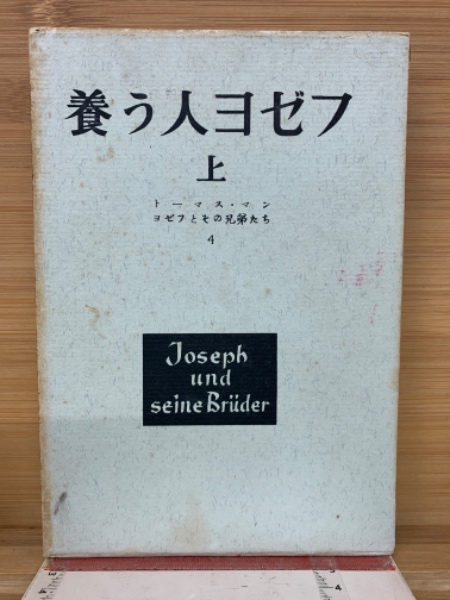 養う人ヨゼフ
上
トーマス・マン
ヨゼフとその兄弟たち
4
Joseph
und
seine Brüder
4